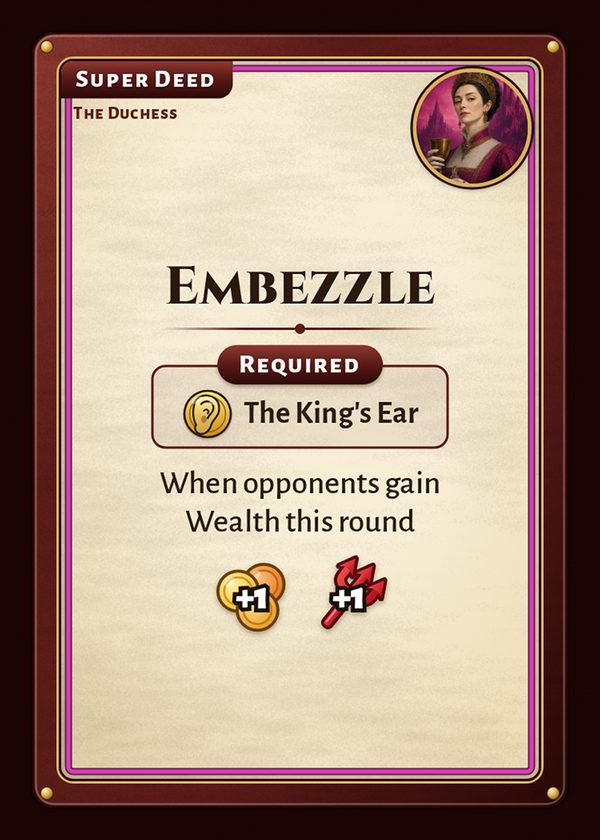 Super Deed
The Duchess
Embezzle
Required
The King's Ear
When opponents gain
Wealth this round
+1 +1